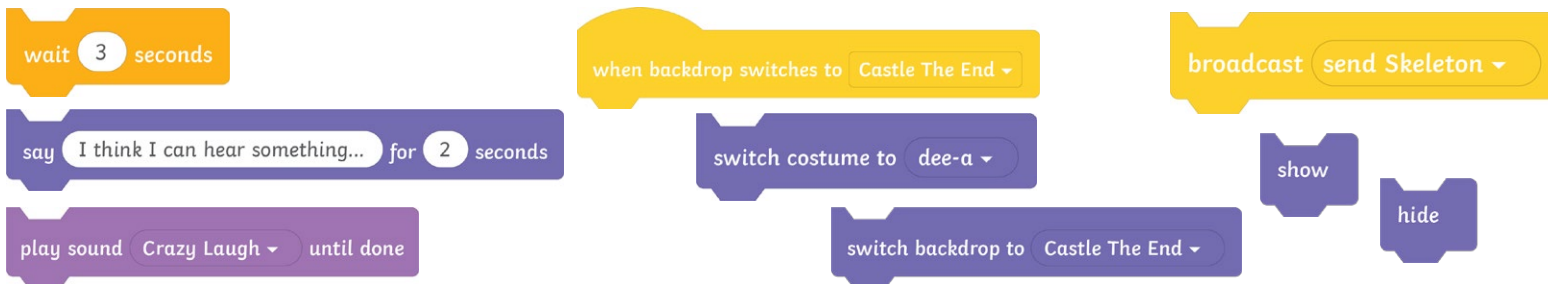 wait 3 seconds
say I think I can hear something... for 2 seconds
play sound Crazy Laugh until done
when backdrop switches to Castle The End
switch costume to dee-a
switch backdrop to Castle The End
broadcast send Skeleton
show
hide